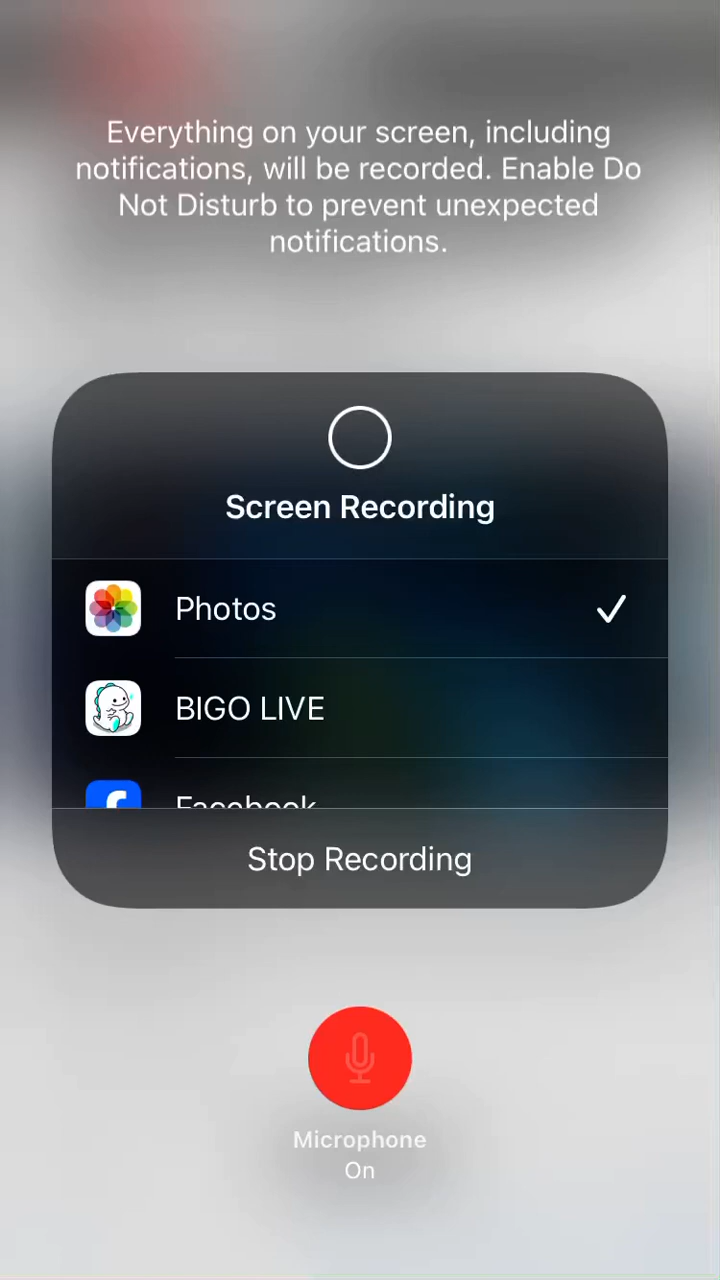 Everything on your screen, including
notifications, will be recorded. Enable Do
Not Disturb to prevent unexpected
notifications.
Screen Recording
Photos
BIGO LIVE
Facebook
Stop Recording
Microphone
On